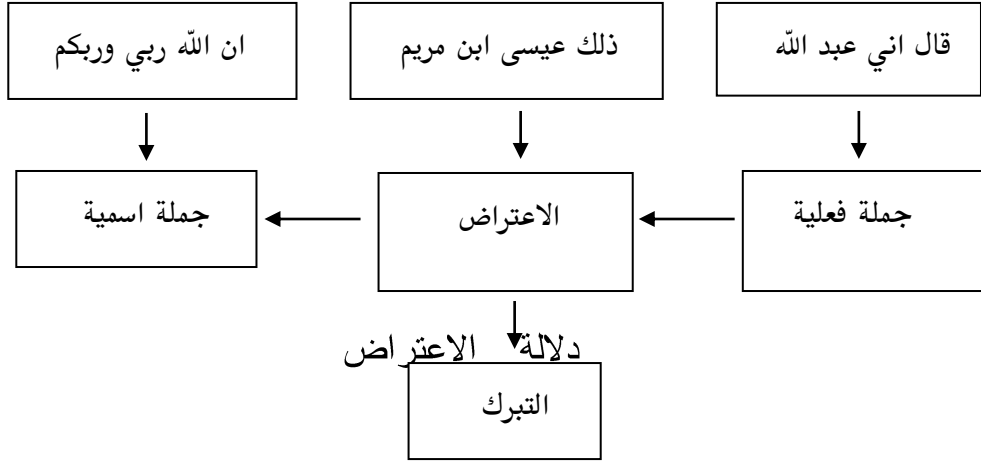 قال اني عبد الله
ذلك عيسى ابن مريم
ان الله ربي وربكم
جملة فعلية
الاعتراض
جملة اسمية
دلالة الاعتراض
التبرك